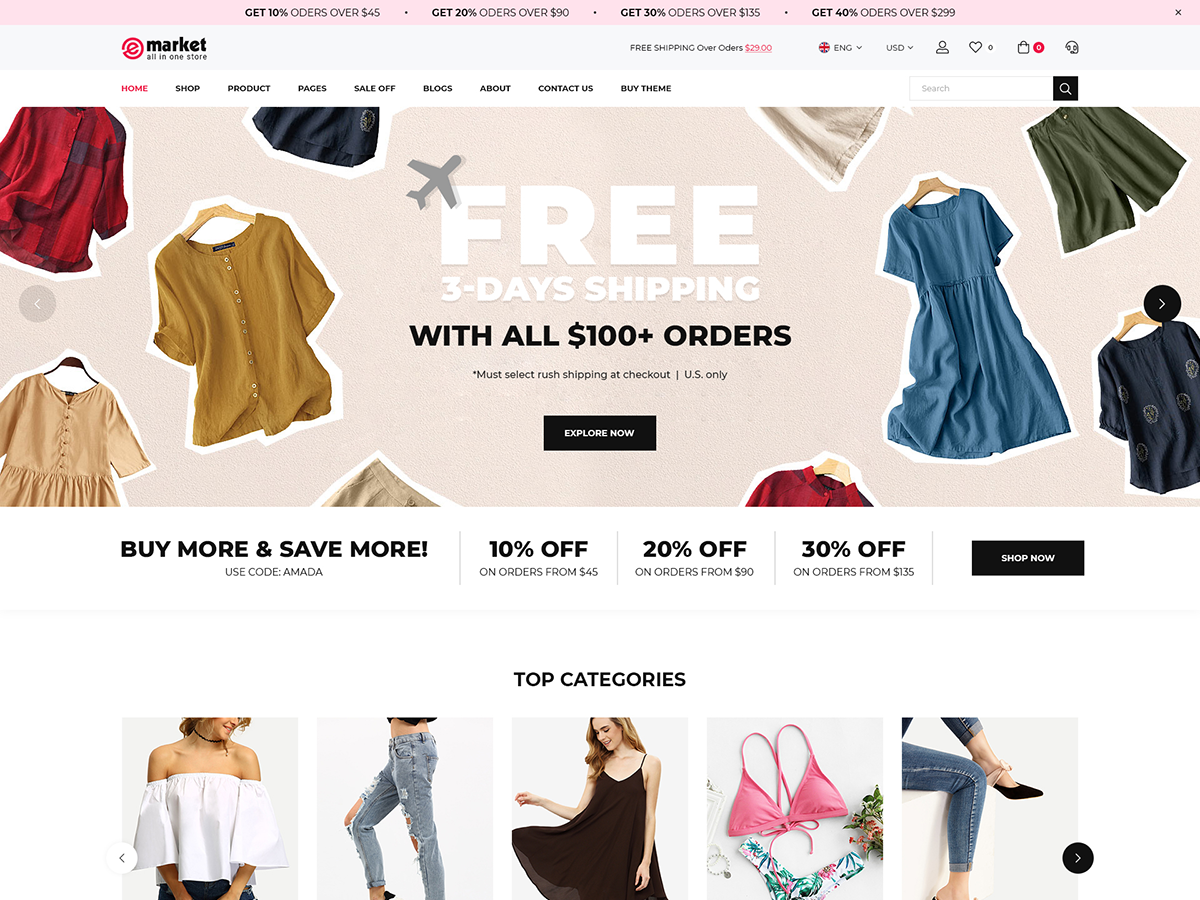 GET 10% ODERS OVER $45 • GET 20% ODERS OVER $90 • GET 30% ODERS OVER $135 • GET 40% ODERS OVER $299 ×
e market
all in one store
FREE SHIPPING Over Oders $29.00
ENG
USD
0
0
HOME SHOP PRODUCT PAGES SALE OFF BLOGS ABOUT CONTACT US BUY THEME
Search
FREE
3-DAYS SHIPPING
WITH ALL $100+ ORDERS
*Must select rush shipping at checkout | U.S. only
EXPLORE NOW
BUY MORE & SAVE MORE!
USE CODE: AMADA
10% OFF
ON ORDERS FROM $45
20% OFF
ON ORDERS FROM $90
30% OFF
ON ORDERS FROM $135
SHOP NOW
TOP CATEGORIES